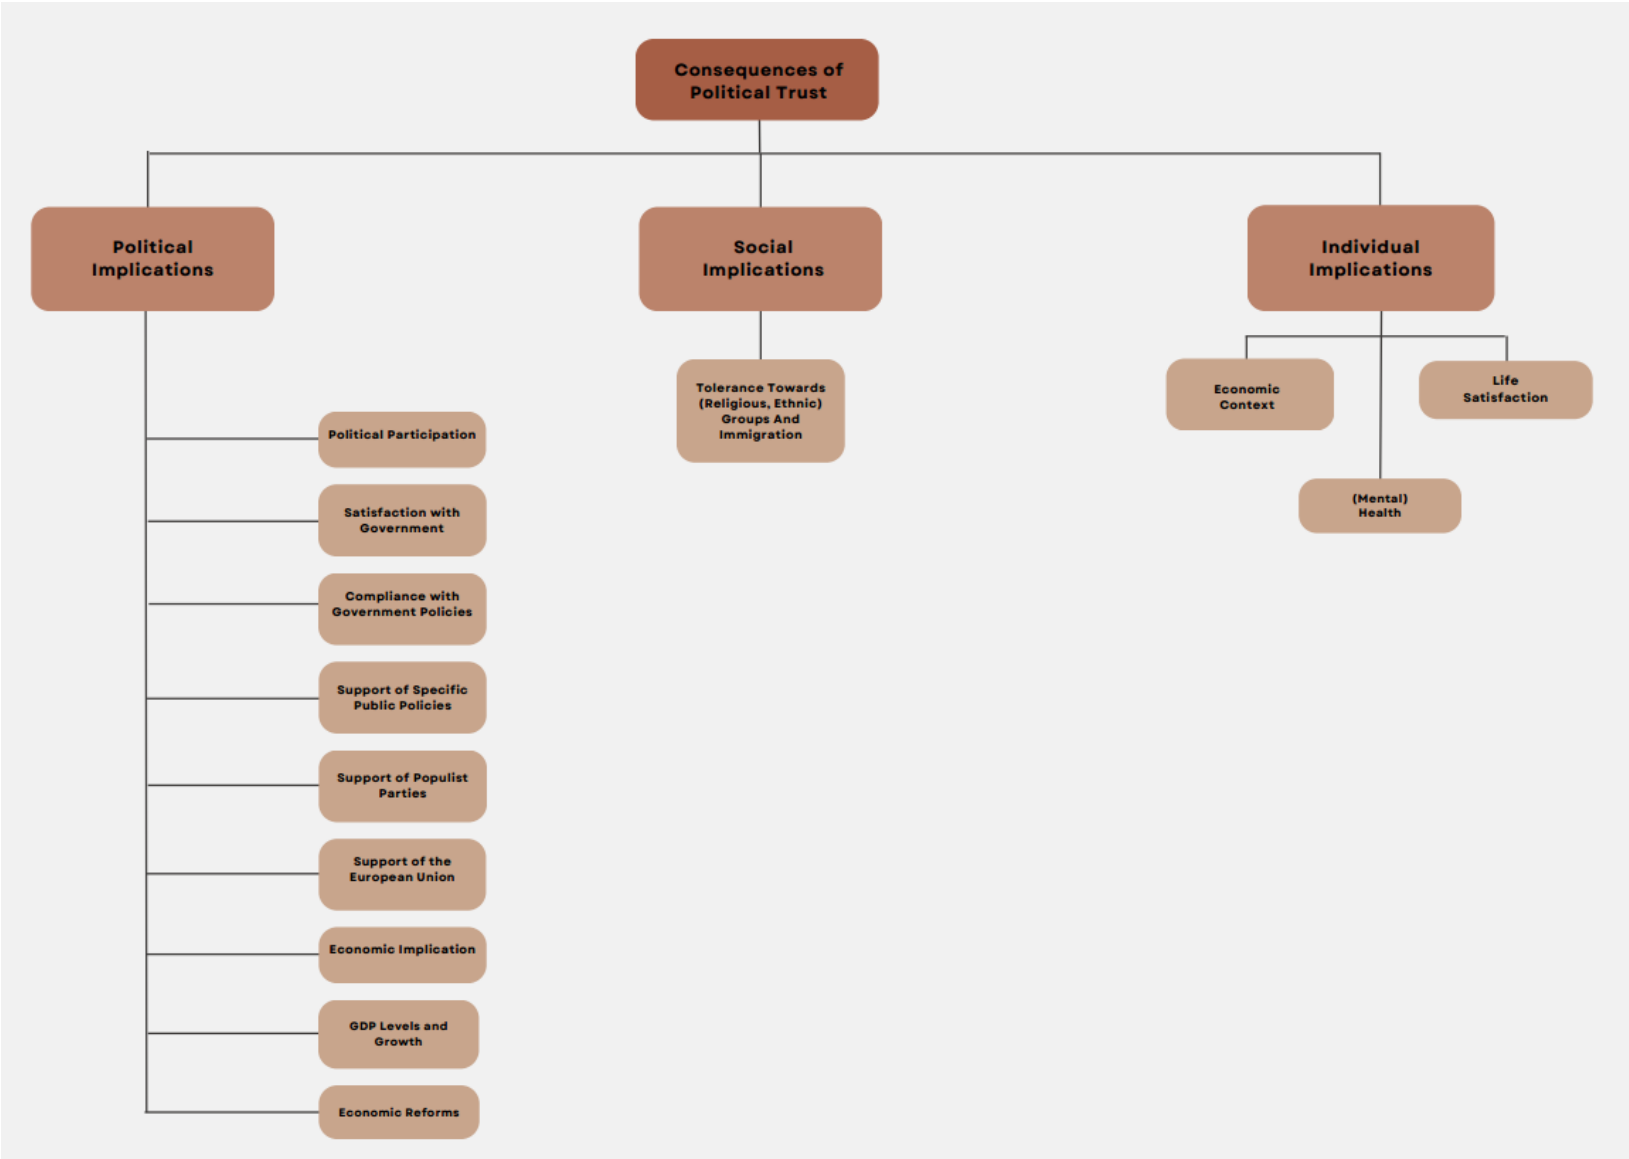 Consequences of
Political Trust
Political
Implications
Social
Implications
Individual
Implications
Political Participation
Satisfaction with
Government
Compliance with
Government Policies
Support of Specific
Public Policies
Support of Populist
Parties
Support of the
European Union
Economic Implication
GDP Levels and
Growth
Economic Reforms
Tolerance Towards
(Religious, Ethnic)
Groups And
Immigration
Economic
Context
(Mental)
Health
Life
Satisfaction